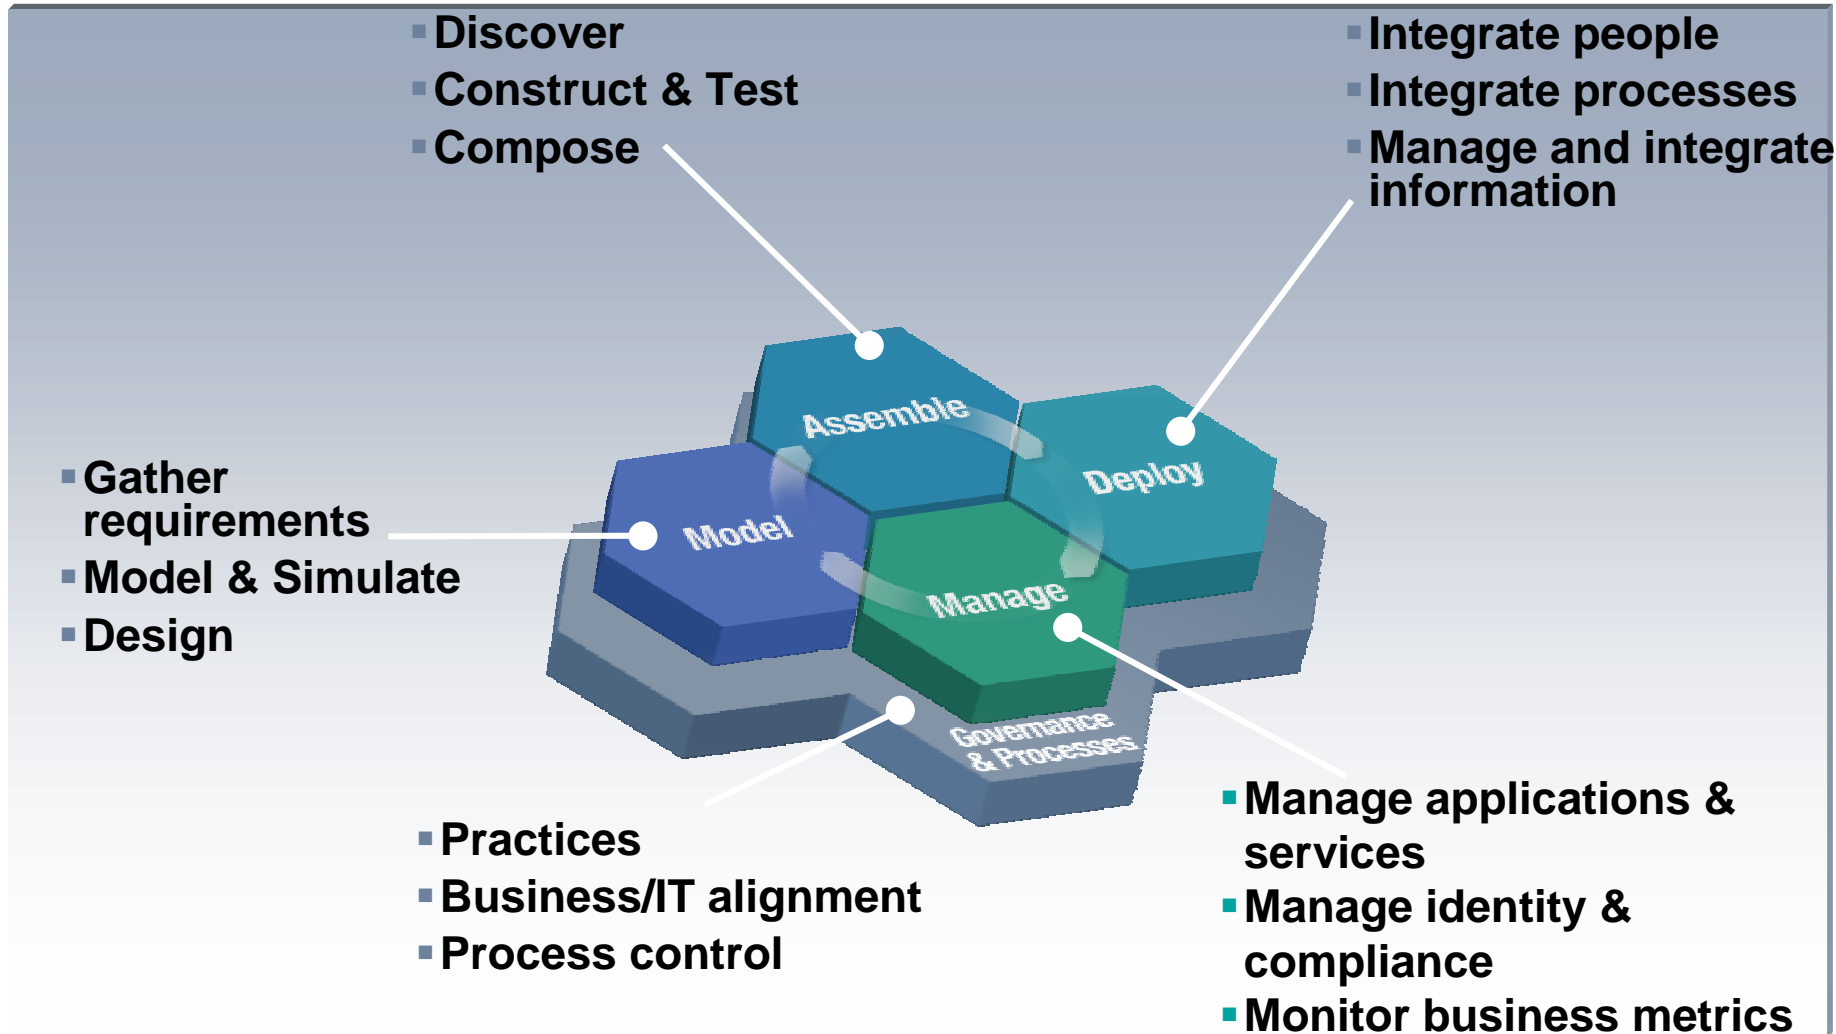 Discover
Construct & Test
Compose
Integrate people
Integrate processes
Manage and integrate
information
Assemble
Deploy
Gather
requirements
Model & Simulate
Design
Model
Manage
Governance
& Processes
Practices
Business/IT alignment
Process control
Manage applications &
services
Manage identity &
compliance
Monitor business metrics